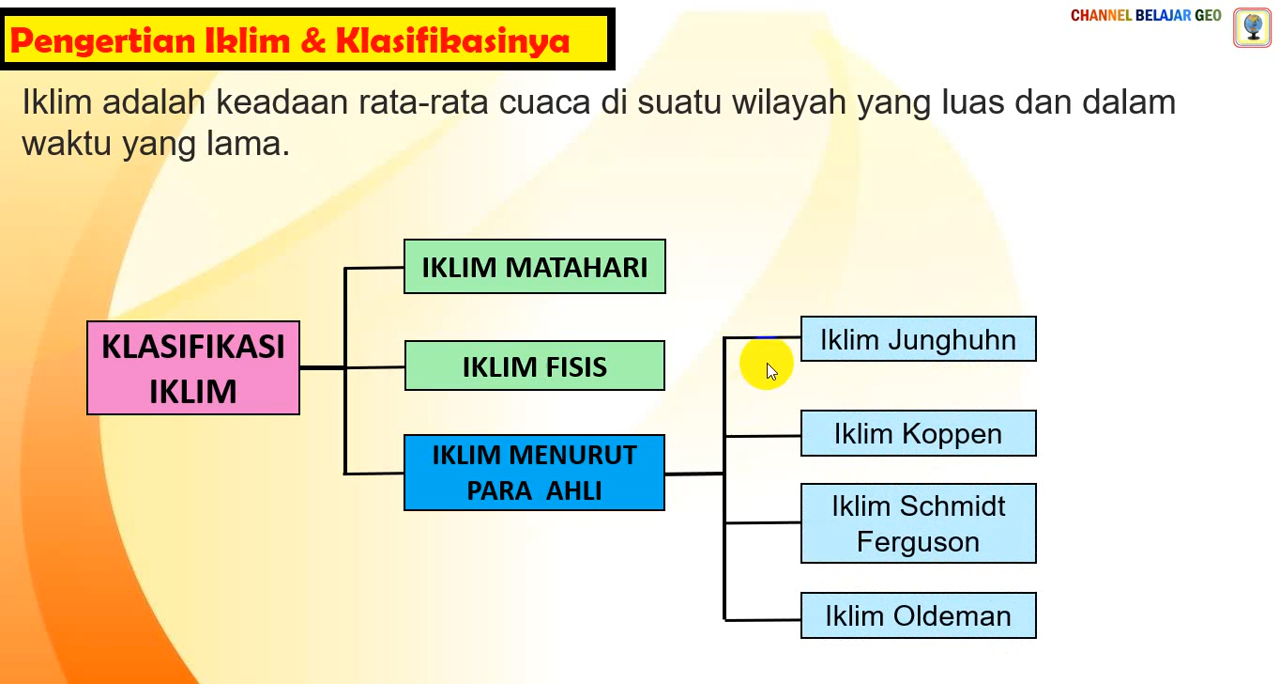 CHANNEL BELAJAR GEO
Pengertian Iklim & Klasifikasinya
Iklim adalah keadaan rata-rata cuaca di suatu wilayah yang luas dan dalam
waktu yang lama.
KLASIFIKASI
IKLIM
IKLIM MATAHARI
IKLIM FISIS
IKLIM MENURUT
PARA AHLI
Iklim Junghuhn
Iklim Koppen
Iklim Schmidt
Ferguson
Iklim Oldeman